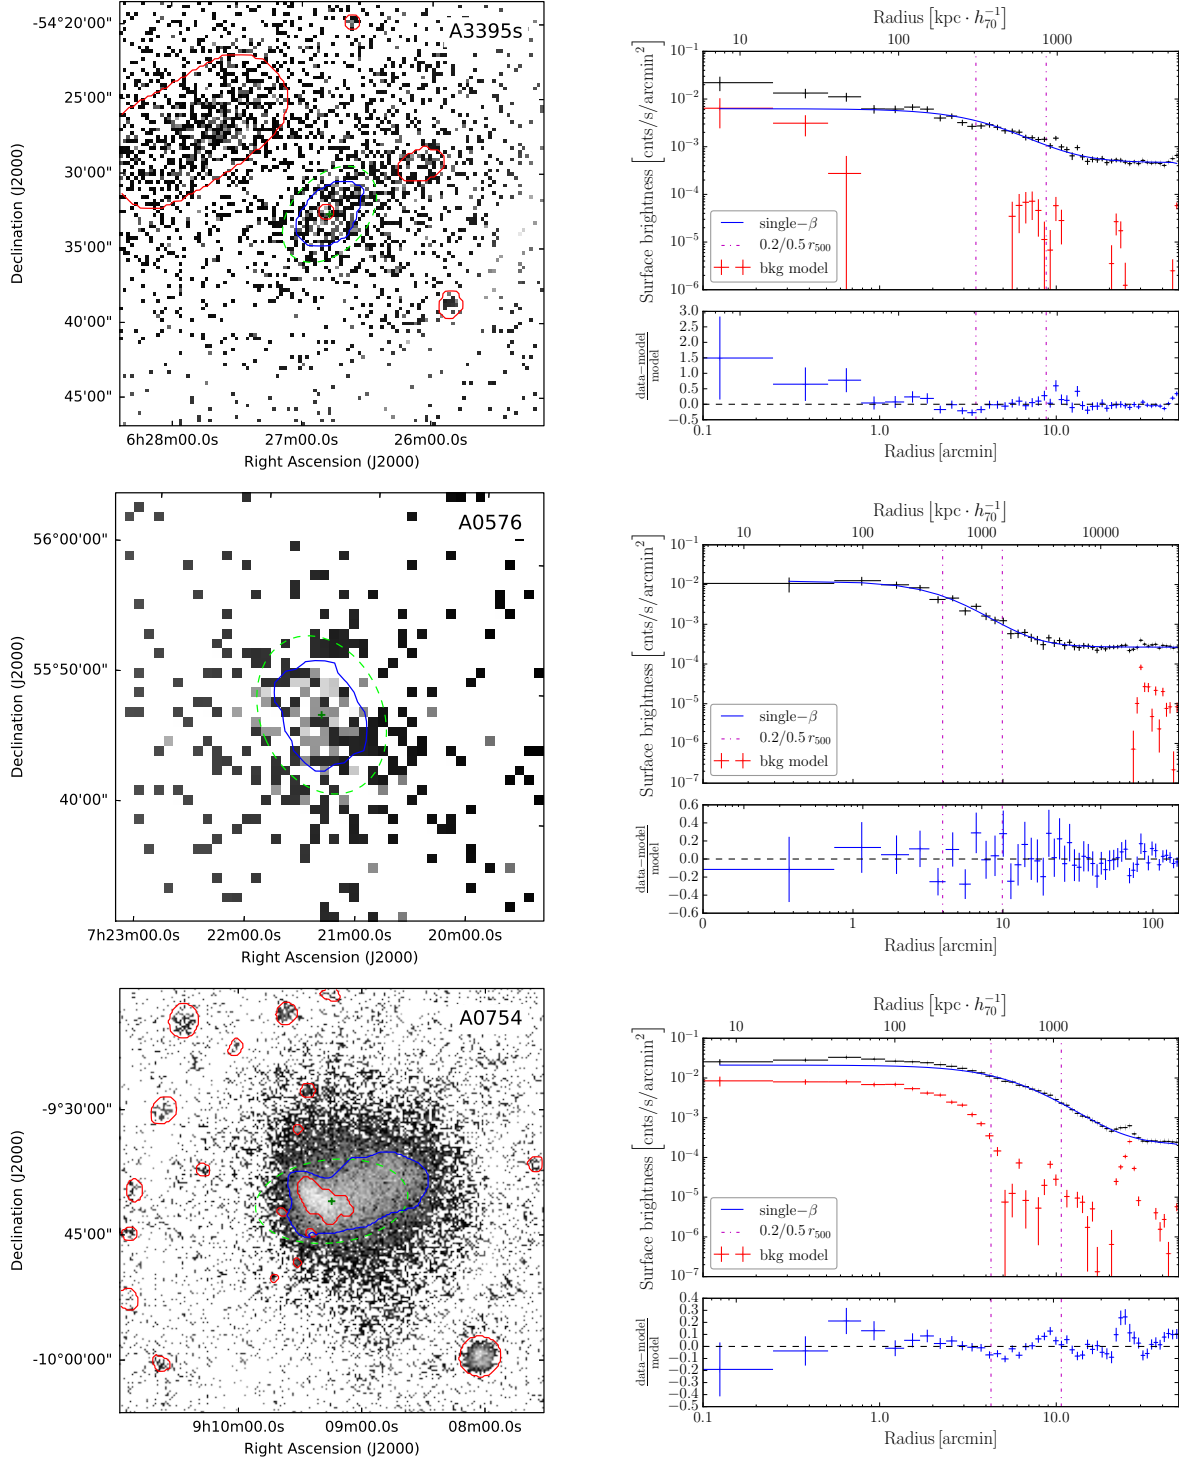 A3395s
-54°20'00"
25'00"
30'00"
35'00"
40'00"
45'00"
Declination (J2000)
6h28m00.0s 27m00.0s 26m00.0s
Right Ascension (J2000)
Radius [kpc · h₇₀⁻¹]
10 100 1000
Surface brightness [cnts/s/arcmin²]
10⁻¹
10⁻²
10⁻³
10⁻⁴
10⁻⁵
10⁻⁶
single−β
0.2/0.5 r₅₀₀
bkg model
data−model
model
3.0
2.5
2.0
1.5
1.0
0.5
0.0
−0.5
0.1 1.0 10.0
Radius [arcmin]
A0576
56°00'00"
55°50'00"
40'00"
Declination (J2000)
7h23m00.0s 22m00.0s 21m00.0s 20m00.0s
Right Ascension (J2000)
Radius [kpc · h₇₀⁻¹]
10 100 1000 10000
Surface brightness [cnts/s/arcmin²]
10⁻¹
10⁻²
10⁻³
10⁻⁴
10⁻⁵
10⁻⁶
10⁻⁷
single−β
0.2/0.5 r₅₀₀
bkg model
data−model
model
0.6
0.4
0.2
0.0
−0.2
−0.4
−0.6
0 1 10 100
Radius [arcmin]
A0754
-9°30'00"
45'00"
-10°00'00"
Declination (J2000)
9h10m00.0s 09m00.0s 08m00.0s
Right Ascension (J2000)
Radius [kpc · h₇₀⁻¹]
10 100 1000
Surface brightness [cnts/s/arcmin²]
10⁻¹
10⁻²
10⁻³
10⁻⁴
10⁻⁵
10⁻⁶
10⁻⁷
single−β
0.2/0.5 r₅₀₀
bkg model
data−model
model
0.4
0.3
0.2
0.1
0.0
−0.1
−0.2
−0.3
−0.4
−0.5
0.1 1.0 10.0
Radius [arcmin]